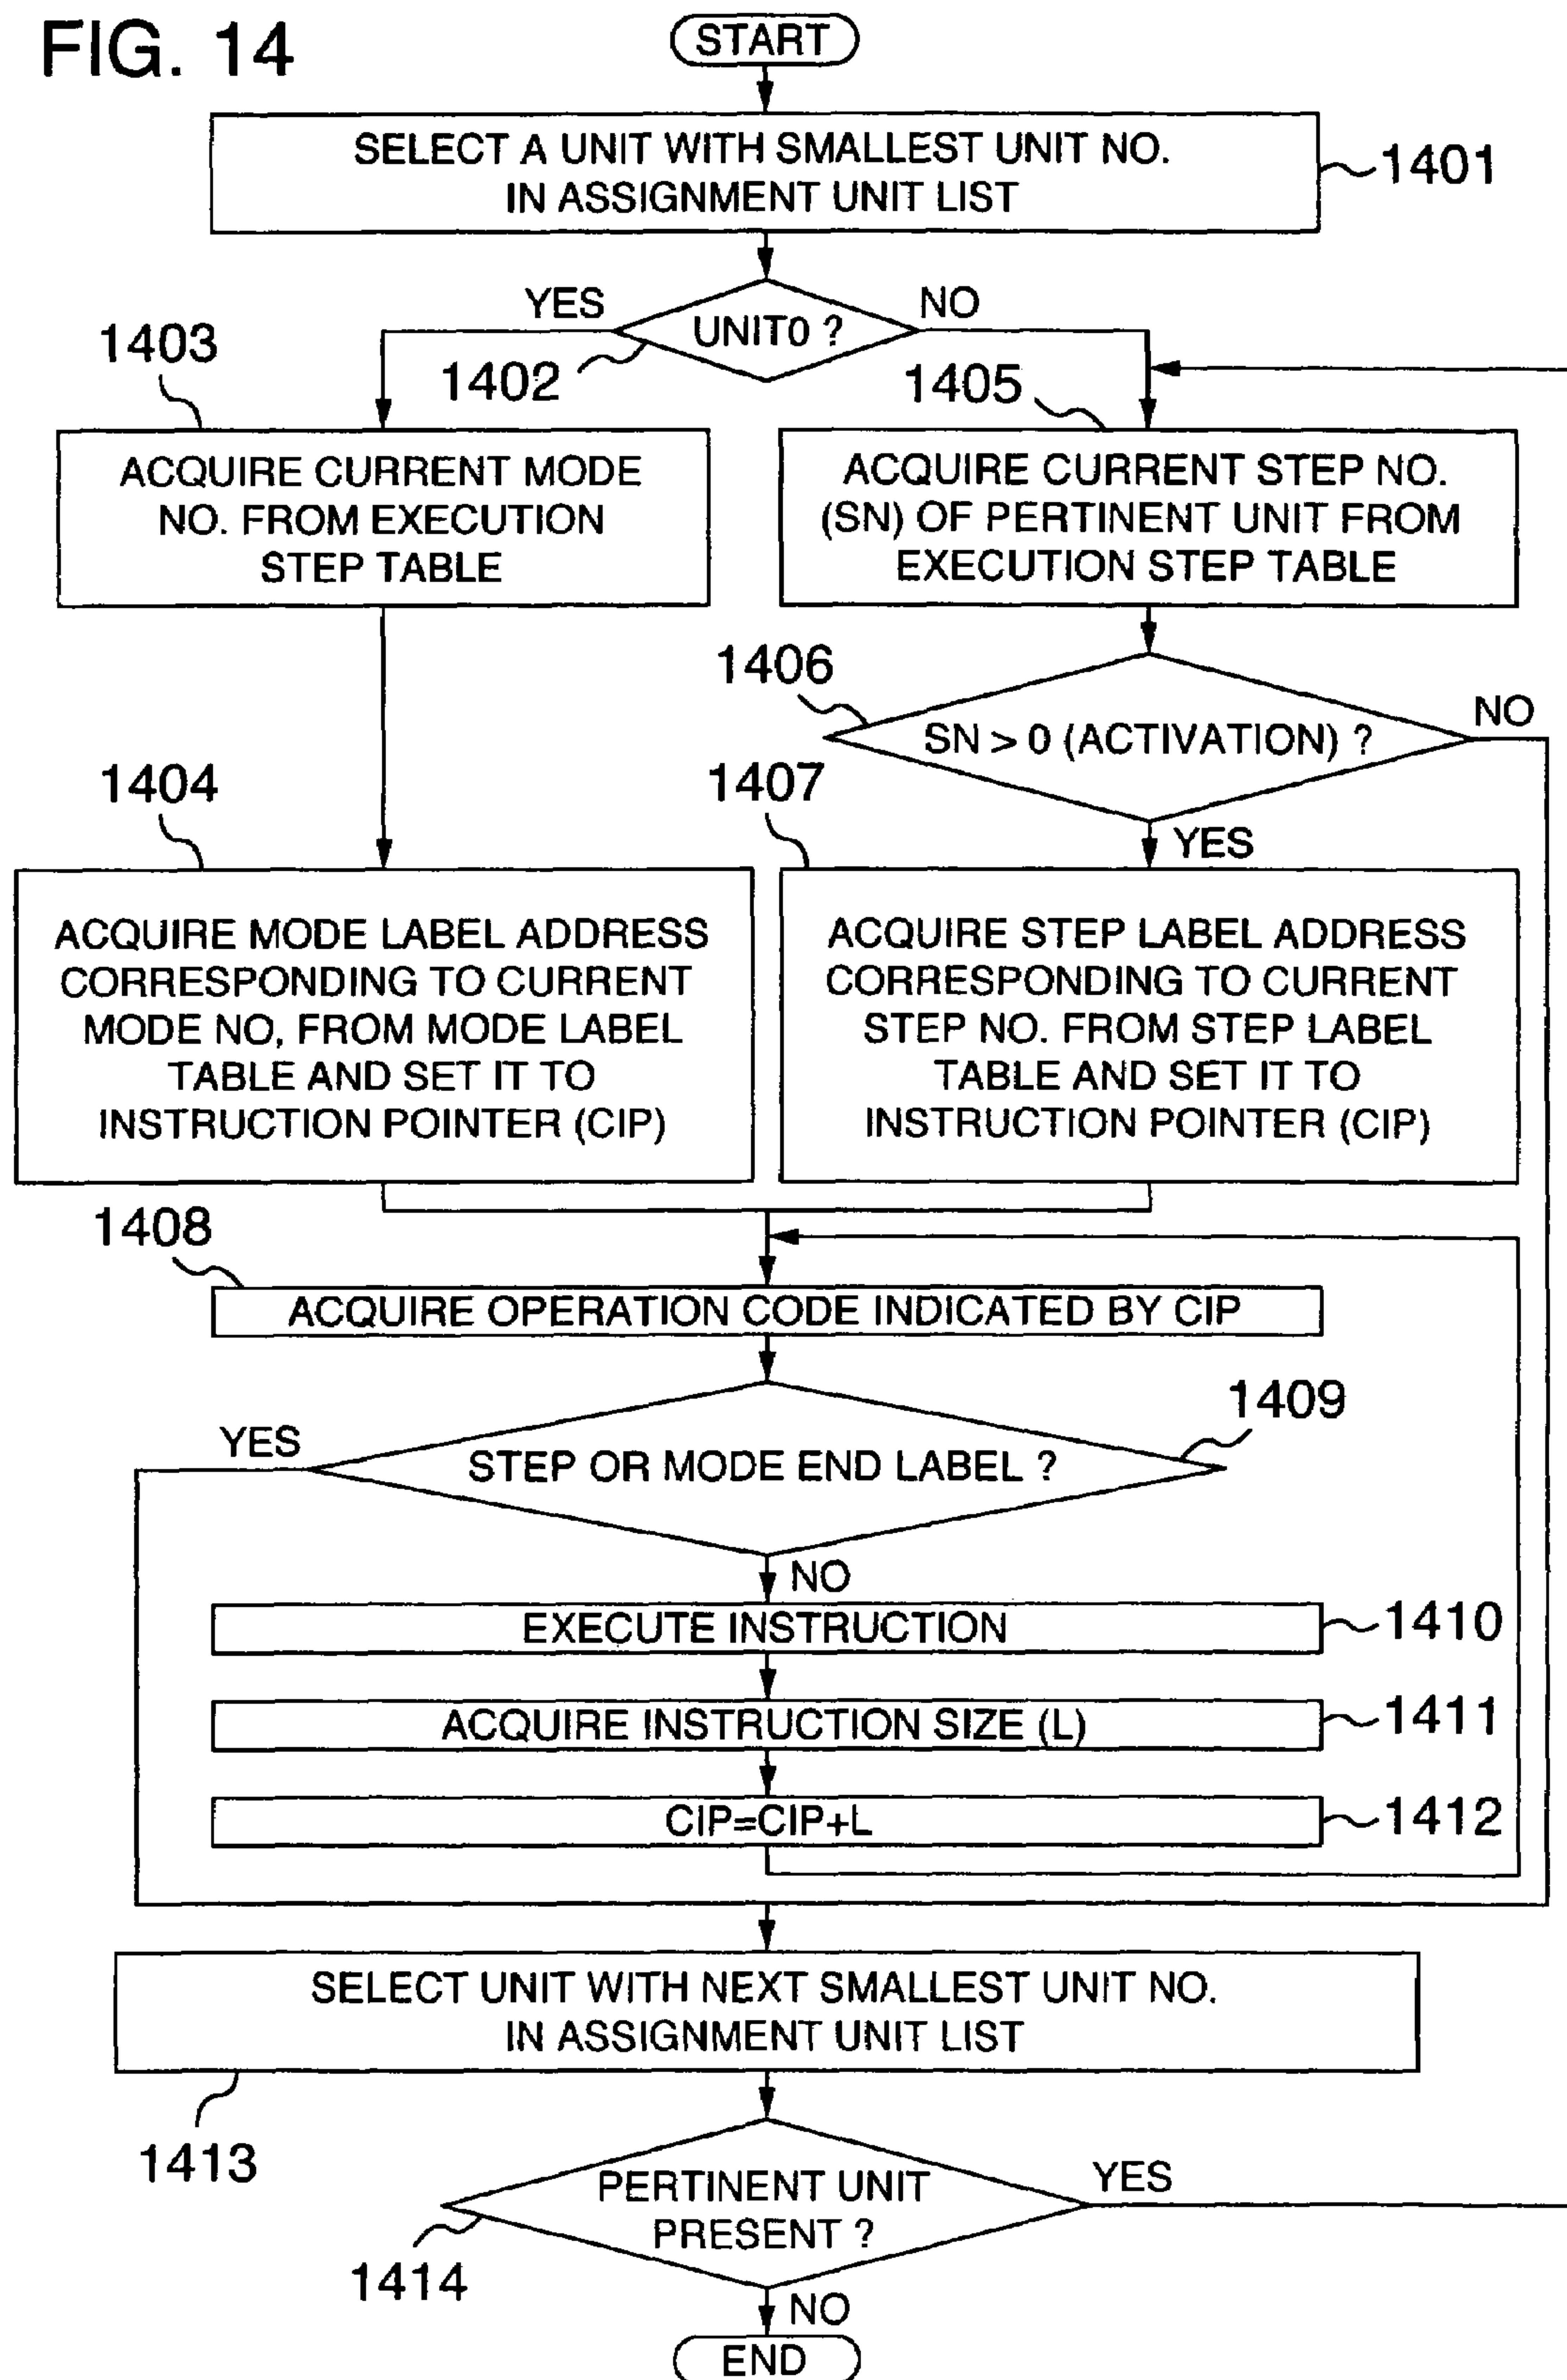 FIG. 14
START
SELECT A UNIT WITH SMALLEST UNIT NO.
IN ASSIGNMENT UNIT LIST
1401
YES
UNIT0 ?
NO
1402
1403
ACQUIRE CURRENT MODE
NO. FROM EXECUTION
STEP TABLE
1405
ACQUIRE CURRENT STEP NO.
(SN) OF PERTINENT UNIT FROM
EXECUTION STEP TABLE
1406
SN > 0 (ACTIVATION) ?
NO
YES
1404
ACQUIRE MODE LABEL ADDRESS
CORRESPONDING TO CURRENT
MODE NO, FROM MODE LABEL
TABLE AND SET IT TO
INSTRUCTION POINTER (CIP)
1407
ACQUIRE STEP LABEL ADDRESS
CORRESPONDING TO CURRENT
STEP NO. FROM STEP LABEL
TABLE AND SET IT TO
INSTRUCTION POINTER (CIP)
1408
ACQUIRE OPERATION CODE INDICATED BY CIP
1409
YES
STEP OR MODE END LABEL ?
NO
EXECUTE INSTRUCTION
1410
ACQUIRE INSTRUCTION SIZE (L)
1411
CIP=CIP+L
1412
SELECT UNIT WITH NEXT SMALLEST UNIT NO.
IN ASSIGNMENT UNIT LIST
1413
PERTINENT UNIT
PRESENT ?
YES
1414
NO
END